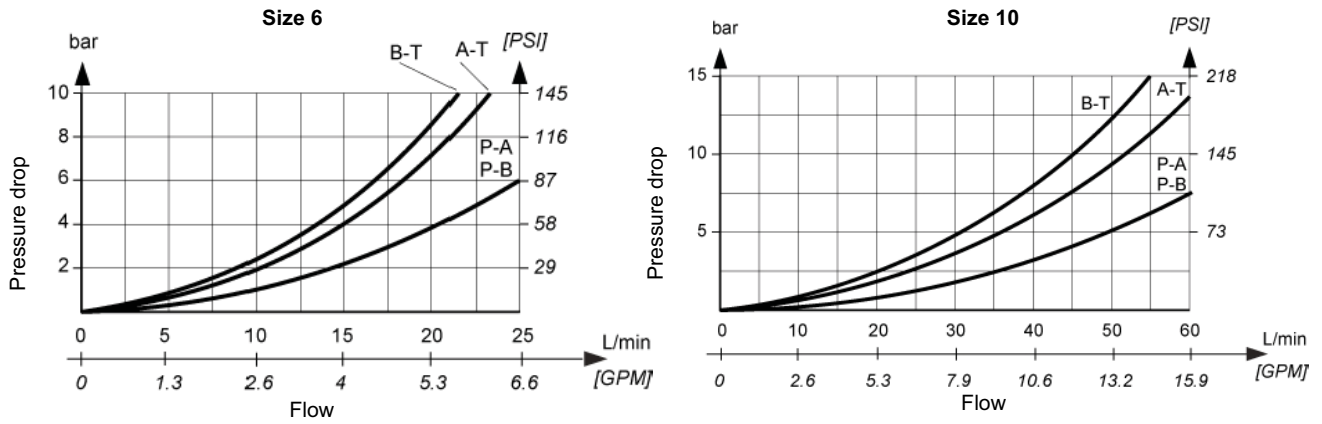 Size 6
bar
B-T
A-T
[PSI]
10
8
6
4
2
145
116
87
58
29
P-A
P-B
Pressure drop
0 5 10 15 20 25
L/min
0 1.3 2.6 4 5.3 6.6
[GPM]
Flow
Size 10
bar
[PSI]
15
10
5
218
145
73
B-T
A-T
P-A
P-B
Pressure drop
0 10 20 30 40 50 60
L/min
0 2.6 5.3 7.9 10.6 13.2 15.9
[GPM]
Flow